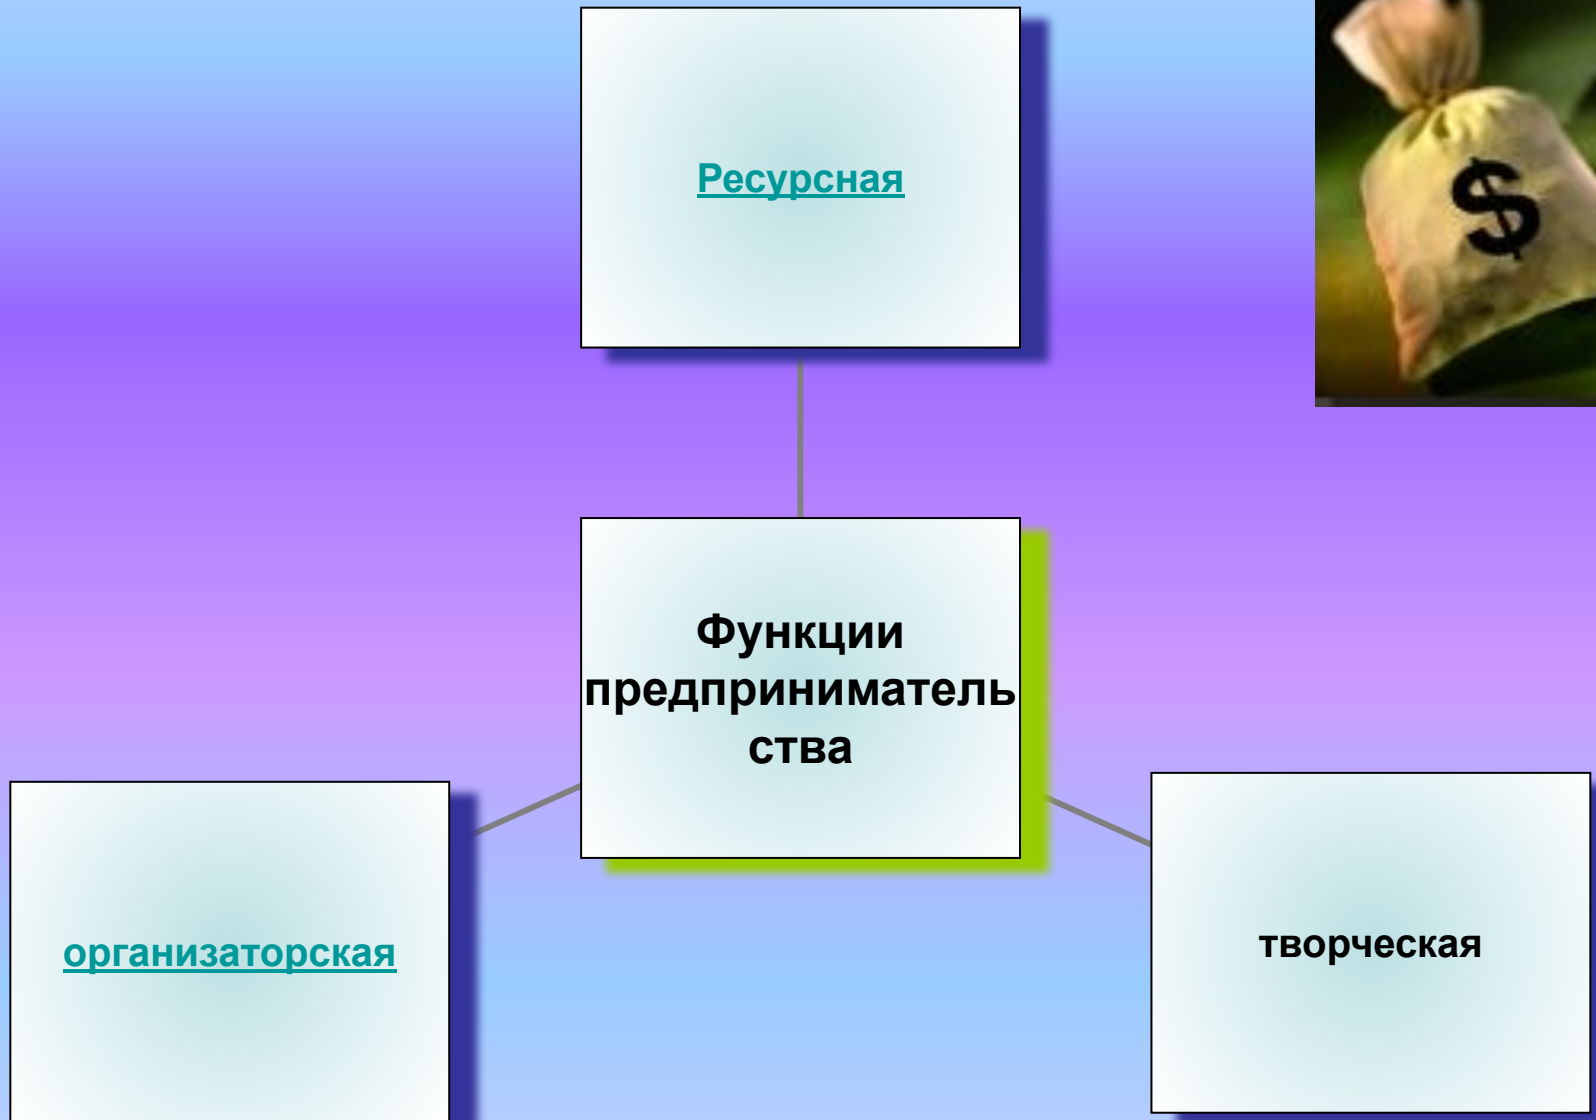 Ресурсная
$
Функции
предприниматель
ства
организаторская
творческая